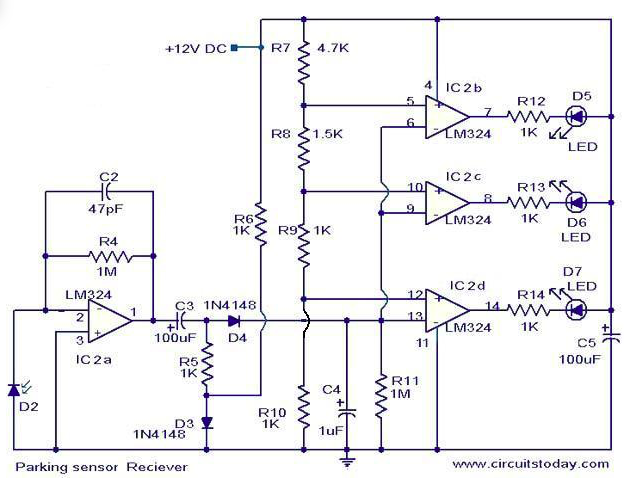 +12V DC
R7 4.7K
4
IC2b
5
6
7
LM324
R12
1K
D5
LED
R8 1.5K
C2
47pF
R4
1M
R6
1K
R9 1K
10
9
8
IC2c
LM324
R13
1K
D6
LED
LM324
2
3
1
IC2a
C3
+
100uF
1N4148
D4
R5
1K
12
13
14
11
IC2d
LM324
R14
1K
D7
LED
C5
+
100uF
D2
D3
1N4148
R10
1K
C4
+
1uF
R11
1M
Parking sensor Reciever
www.circuitstoday.com